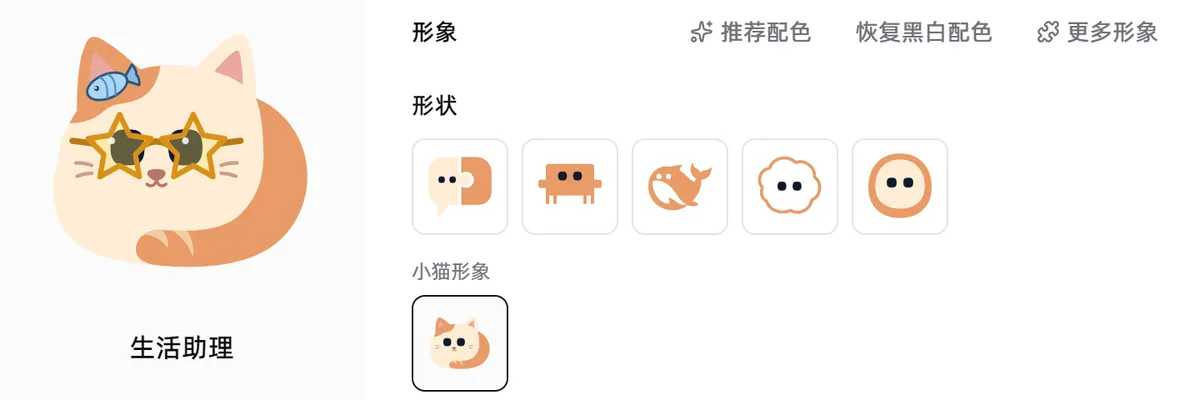 形象
推荐配色
恢复黑白配色
更多形象
形状
小猫形象
生活助理